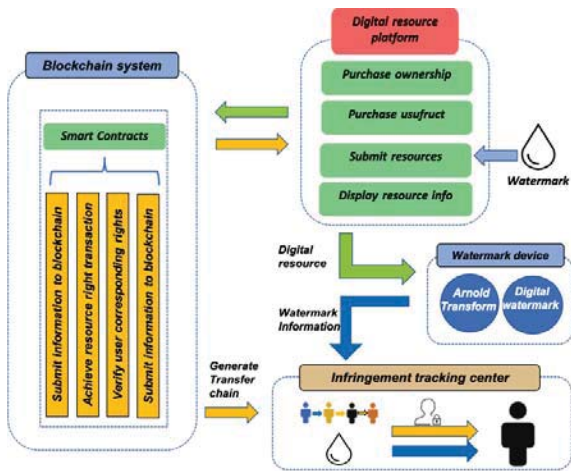 Digital resource
platform
Purchase ownership
Purchase usufruct
Submit resources
Display resource info
Blockchain system
Smart Contracts
Submit information to blockchain
Achieve resource right transaction
Verify user corrosponding rights
Submit information to blockchain
Watermark
Digital
resource
Watermark device
Arnold
Transform
Digital
watermark
Watermark
Information
Generate
Transfer
chain
Infringement tracking center